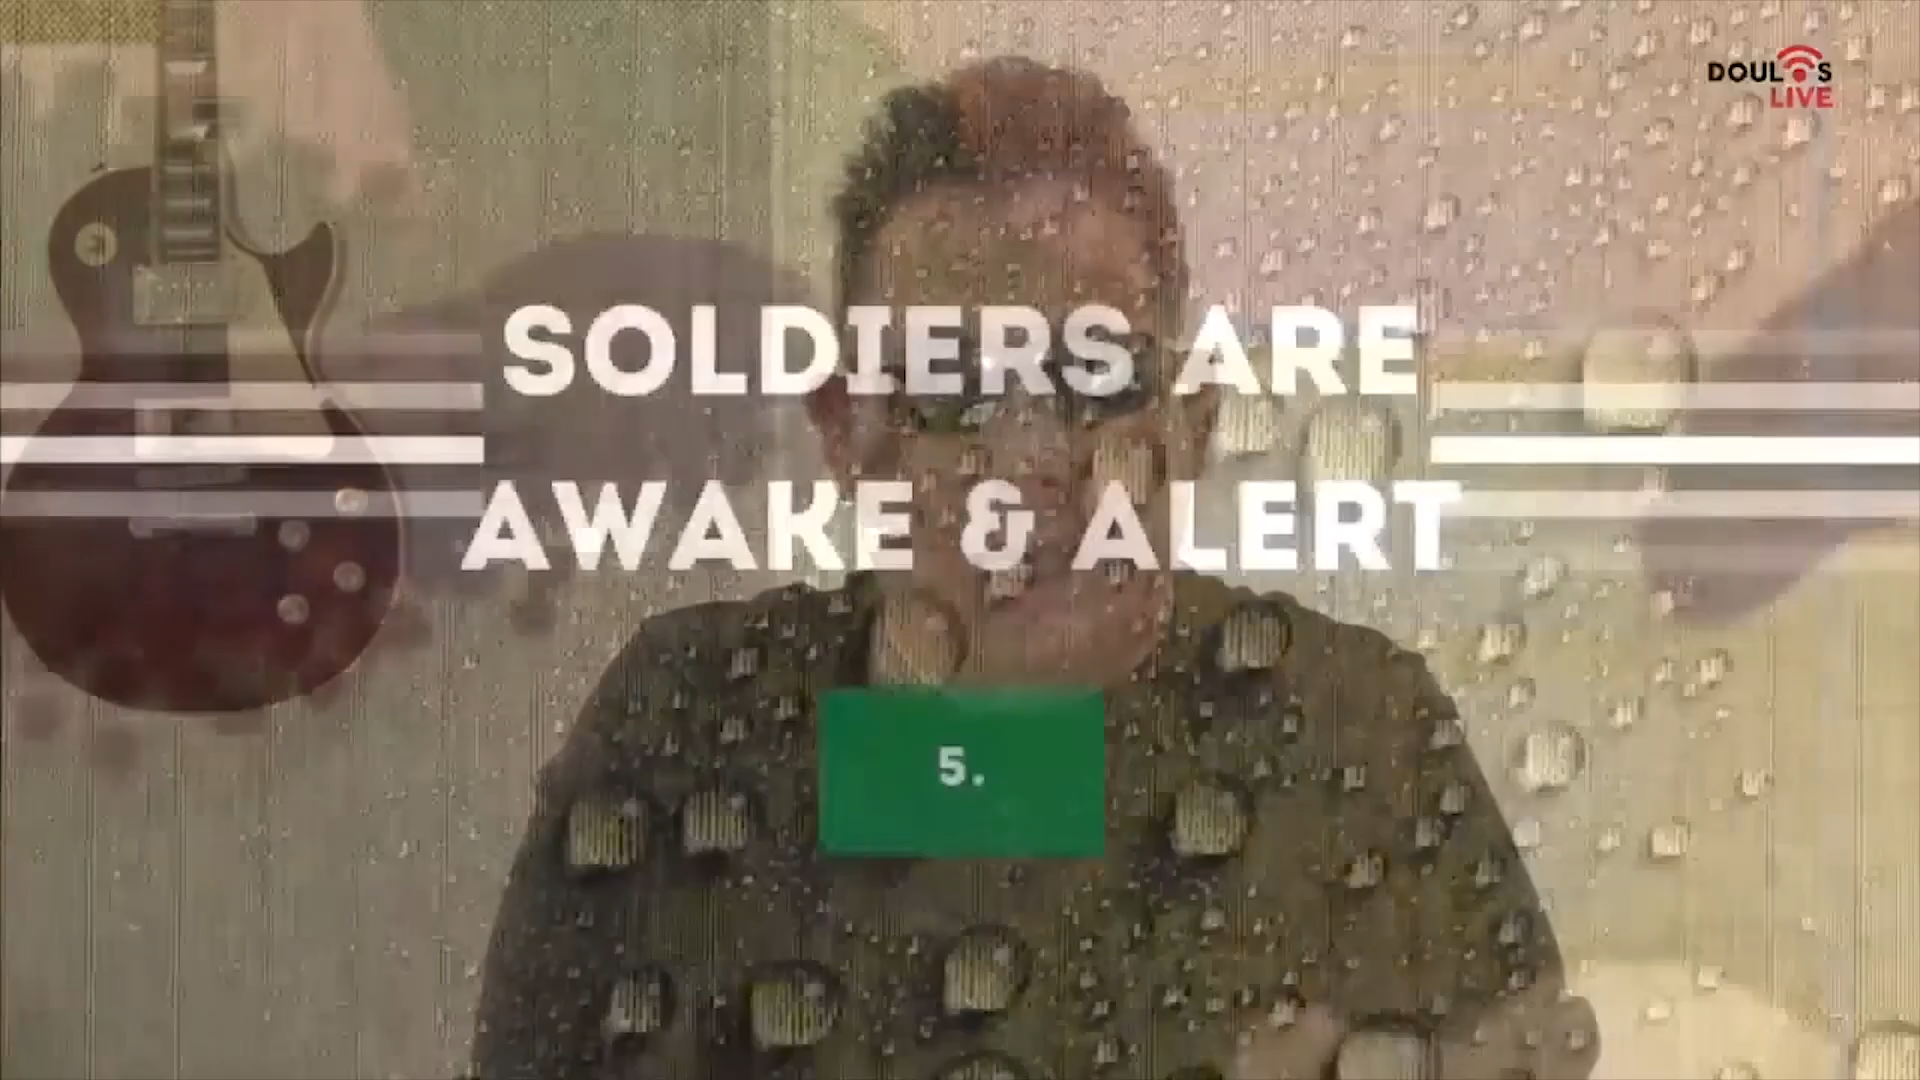 DOULOS
LIVE
SOLDIERS ARE
AWAKE & ALERT
5.